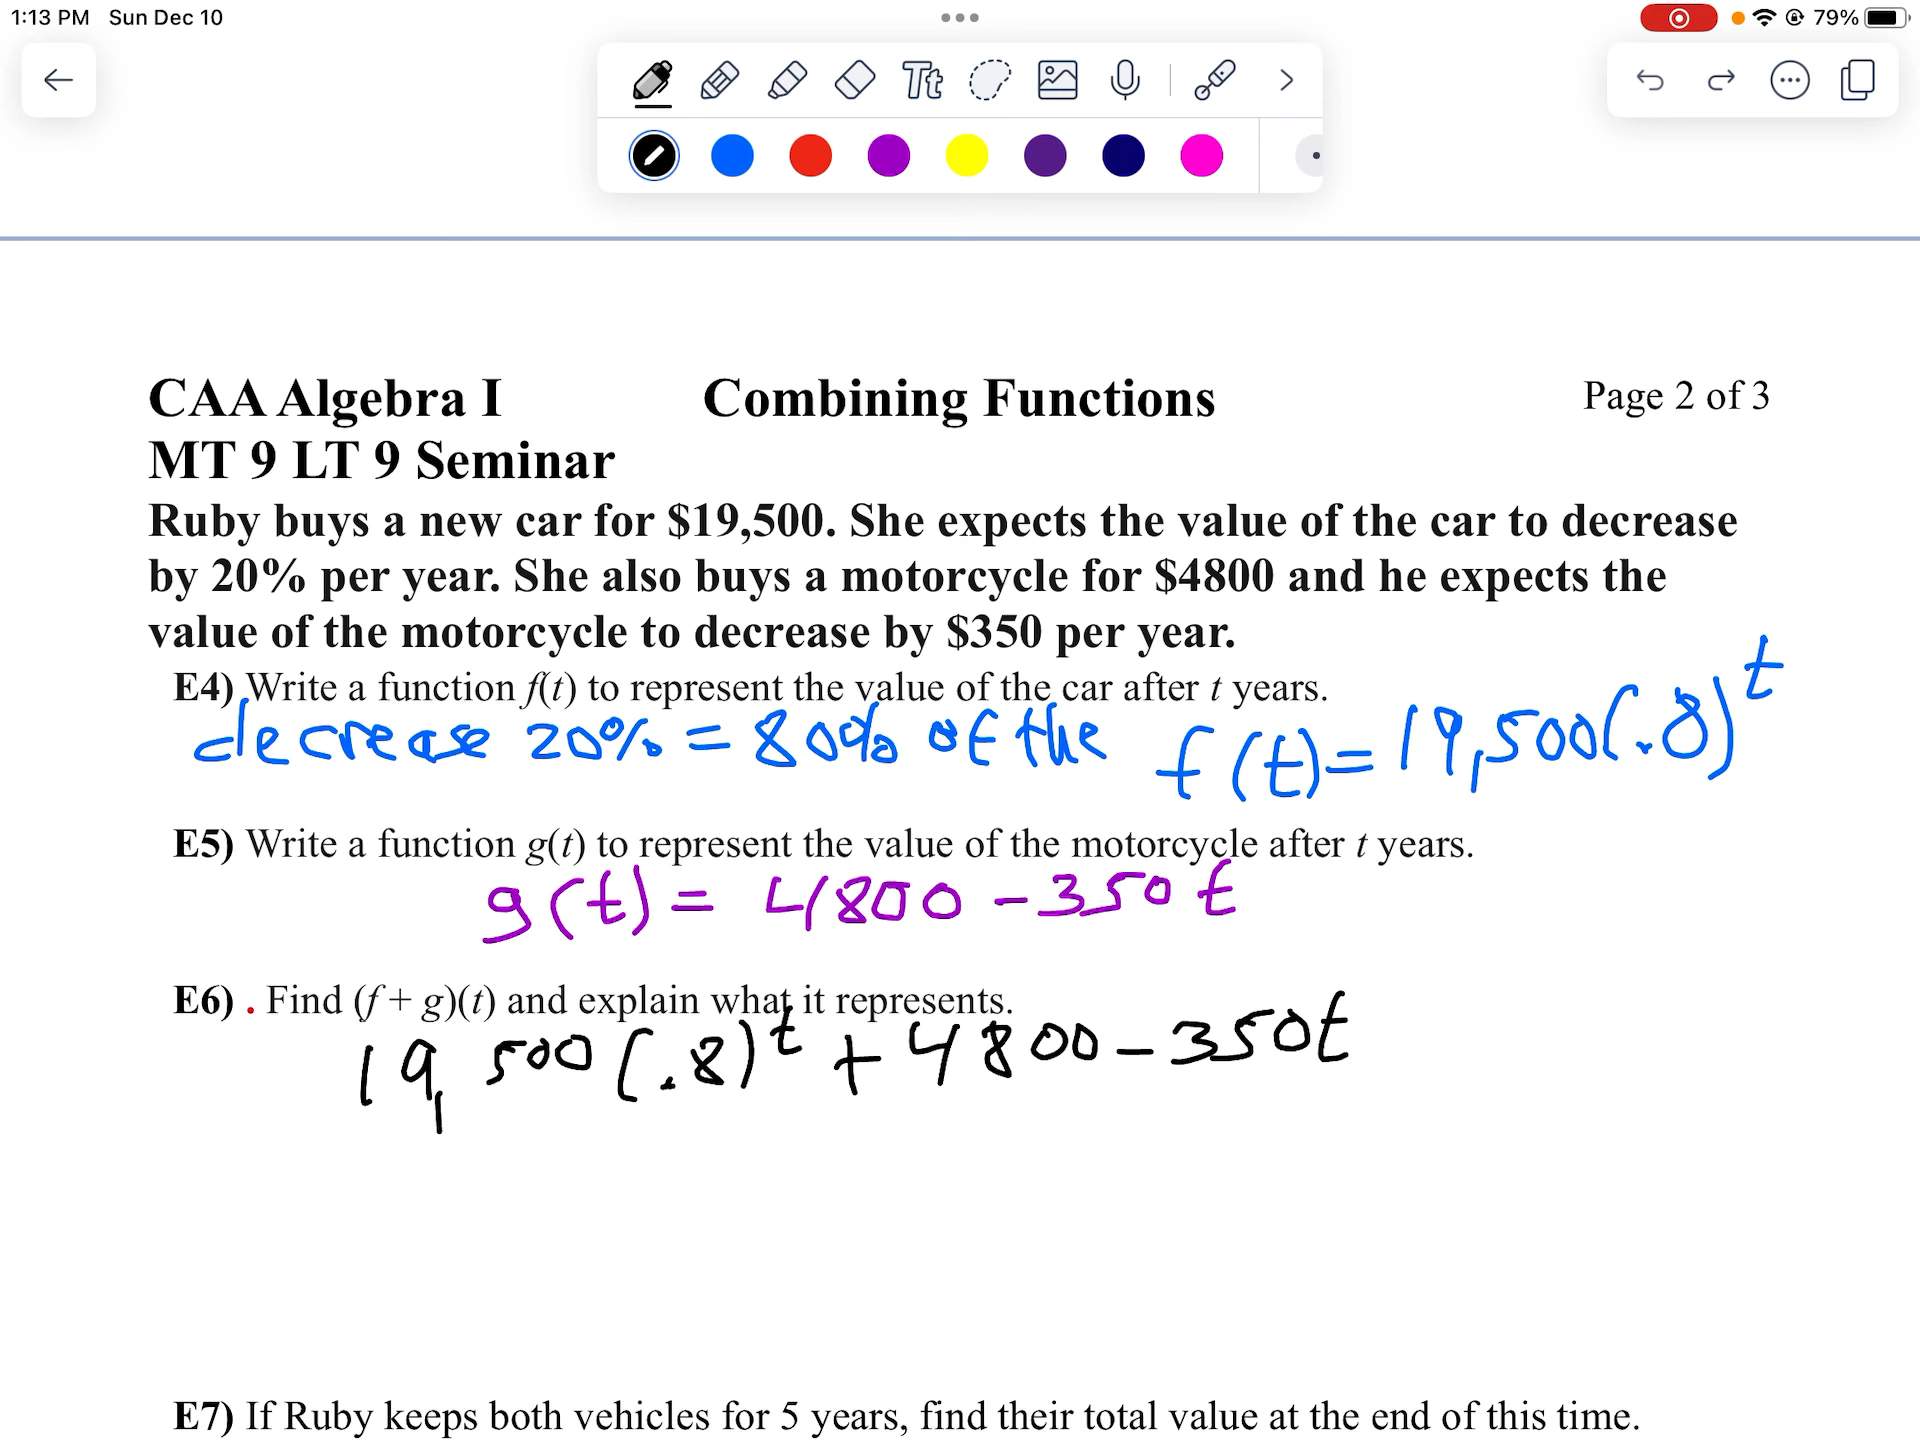 1:13 PM Sun Dec 10
79%
Tt
CAA Algebra I Combining Functions Page 2 of 3
MT 9 LT 9 Seminar
Ruby buys a new car for $19,500. She expects the value of the car to decrease
by 20% per year. She also buys a motorcycle for $4800 and he expects the
value of the motorcycle to decrease by $350 per year.
E4) Write a function f(t) to represent the value of the car after t years.
decrease 20% = 80% of the f(t) = 19,500(.8)^t
E5) Write a function g(t) to represent the value of the motorcycle after t years.
g(t) = 4800 - 350t
E6) . Find (f + g)(t) and explain what it represents.
19,500(.8)^t + 4800 - 350t
E7) If Ruby keeps both vehicles for 5 years, find their total value at the end of this time.